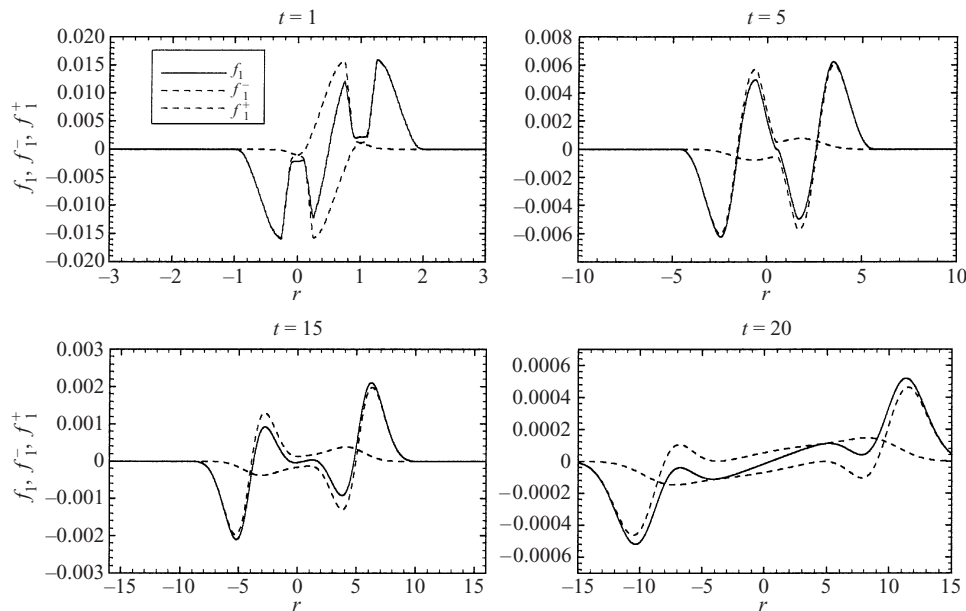 t = 1
t = 5
0.020
0.015
0.010
0.005
0
−0.005
−0.010
−0.015
−0.020
f₁, f₁⁻, f₁⁺
f₁
f₁⁻
f₁⁺
−3 −2 −1 0 1 2 3
r
0.008
0.006
0.004
0.002
0
−0.002
−0.004
−0.006
−10 −5 0 5 10
r
t = 15
t = 20
0.003
0.002
0.001
0
−0.001
−0.002
−0.003
f₁, f₁⁻, f₁⁺
−15 −10 −5 0 5 10 15
r
0.0006
0.0004
0.0002
0
−0.0002
−0.0004
−0.0006
−15 −10 −5 0 5 10 15
r